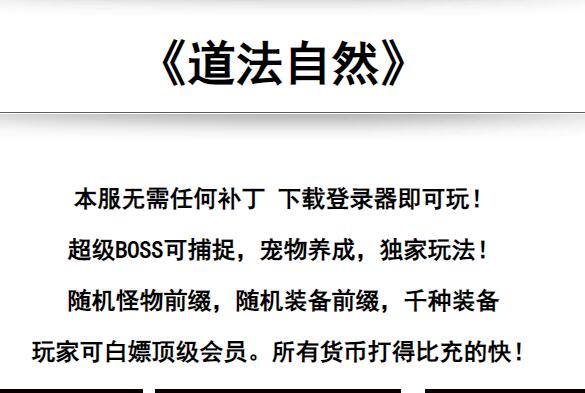 《道法自然》
本服无需任何补丁 下载登录器即可玩！
超级BOSS可捕捉，宠物养成，独家玩法！
随机怪物前缀，随机装备前缀，千种装备
玩家可白嫖顶级会员。所有货币打得比充的快！